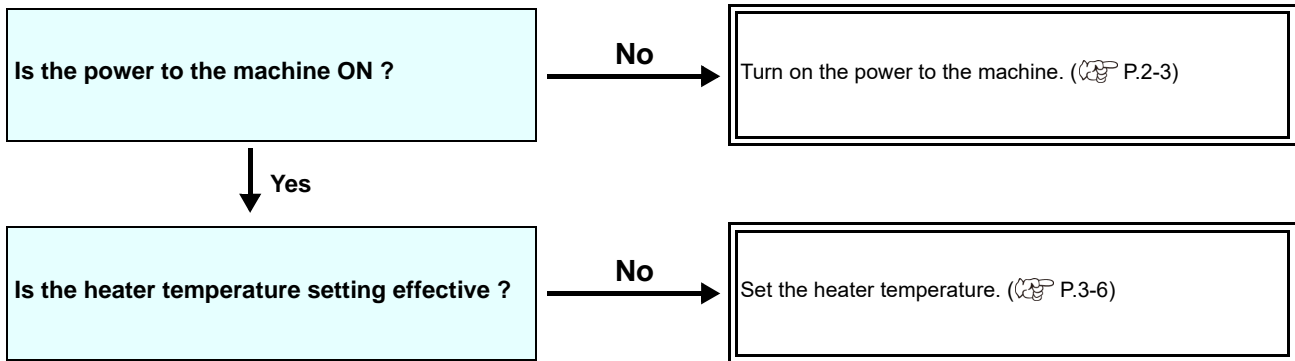 Is the power to the machine ON ?
No
Turn on the power to the machine. (P.2-3)
Yes
Is the heater temperature setting effective ?
No
Set the heater temperature. (P.3-6)